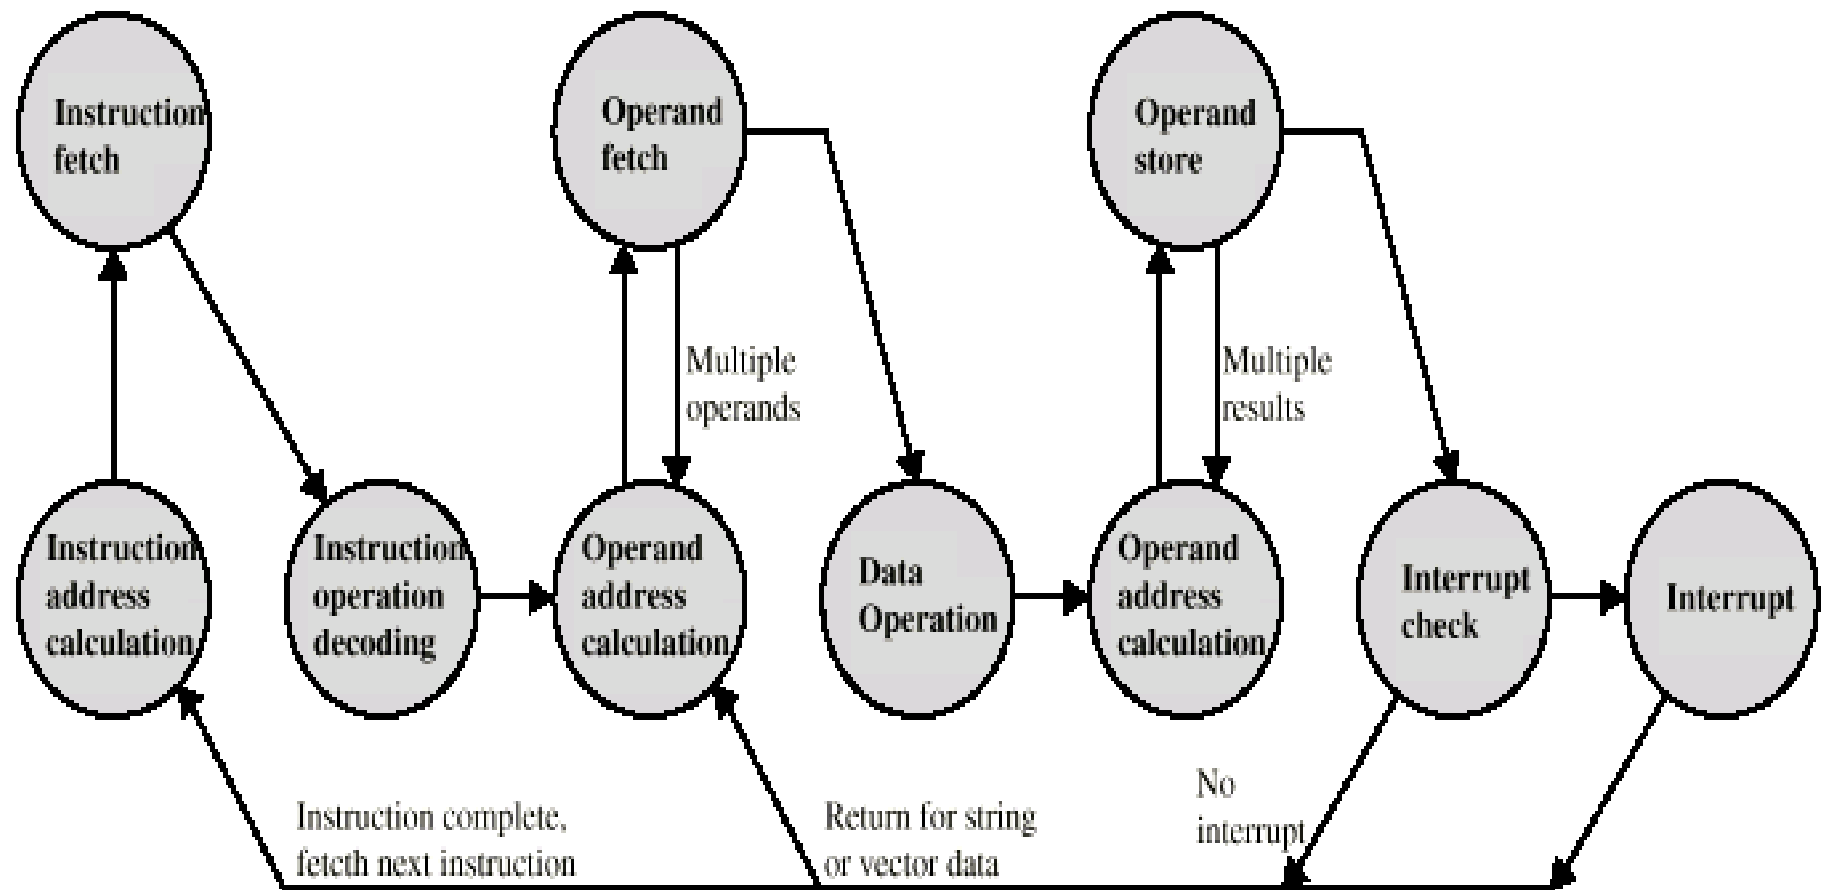 Instruction
fetch
Operand
fetch
Operand
store
Multiple
operands
Multiple
results
Instruction
address
calculation
Instruction
operation
decoding
Operand
address
calculation
Data
Operation
Operand
address
calculation
Interrupt
check
Interrupt
Instruction complete,
fetcth next instruction
Return for string
or vector data
No
interrupt